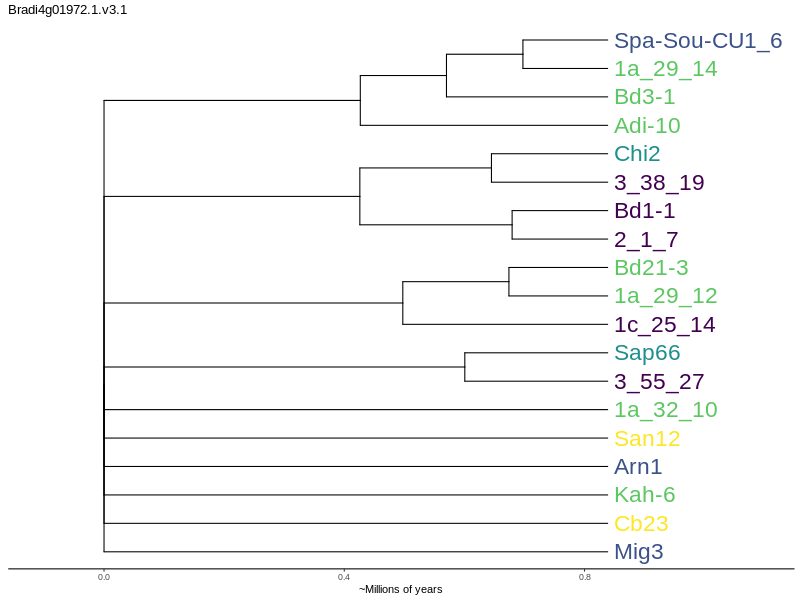 Bradi4g01972.1.v3.1
Spa-Sou-CU1_6
1a_29_14
Bd3-1
Adi-10
Chi2
3_38_19
Bd1-1
2_1_7
Bd21-3
1a_29_12
1c_25_14
Sap66
3_55_27
1a_32_10
San12
Arn1
Kah-6
Cb23
Mig3
0.0 0.4 0.8
~Millions of years